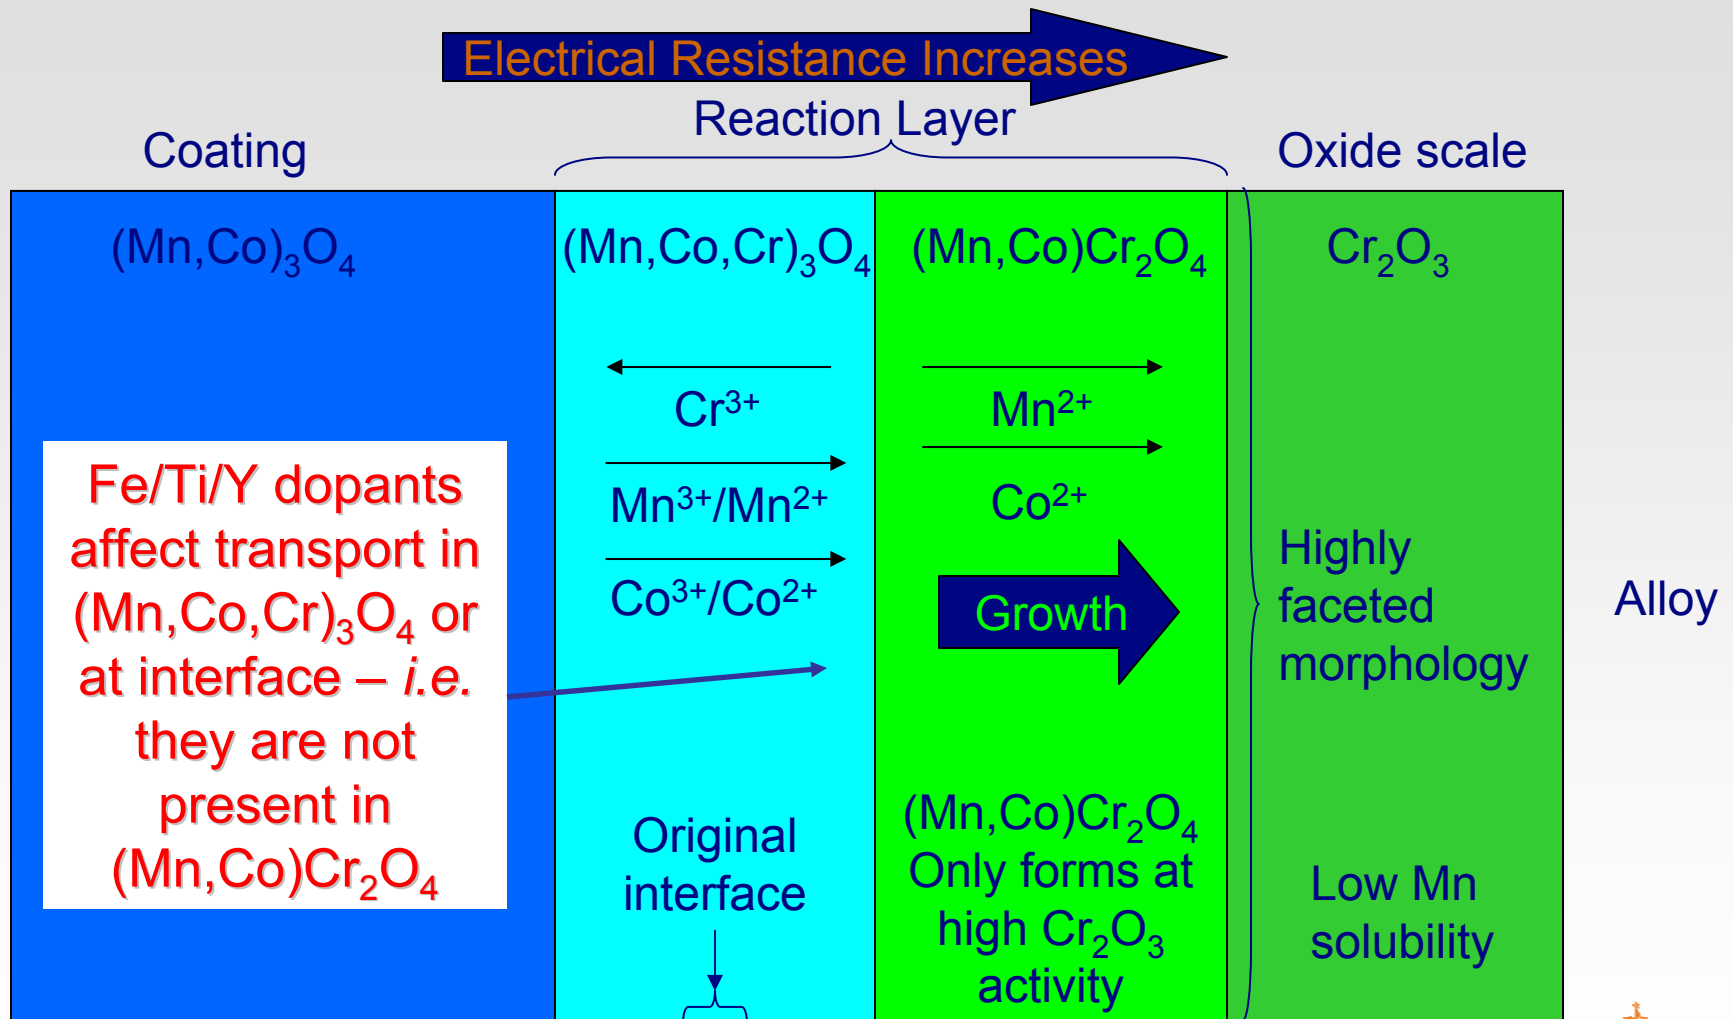 Electrical Resistance Increases
Reaction Layer
Coating
Oxide scale
(Mn,Co)₃O₄
(Mn,Co,Cr)₃O₄
(Mn,Co)Cr₂O₄
Cr₂O₃
Cr³⁺
Mn³⁺/Mn²⁺
Co³⁺/Co²⁺
Mn²⁺
Co²⁺
Growth
Fe/Ti/Y dopants
affect transport in
(Mn,Co,Cr)₃O₄ or
at interface – i.e.
they are not
present in
(Mn,Co)Cr₂O₄
Original
interface
(Mn,Co)Cr₂O₄
Only forms at
high Cr₂O₃
activity
Highly
faceted
morphology
Low Mn
solubility
Alloy